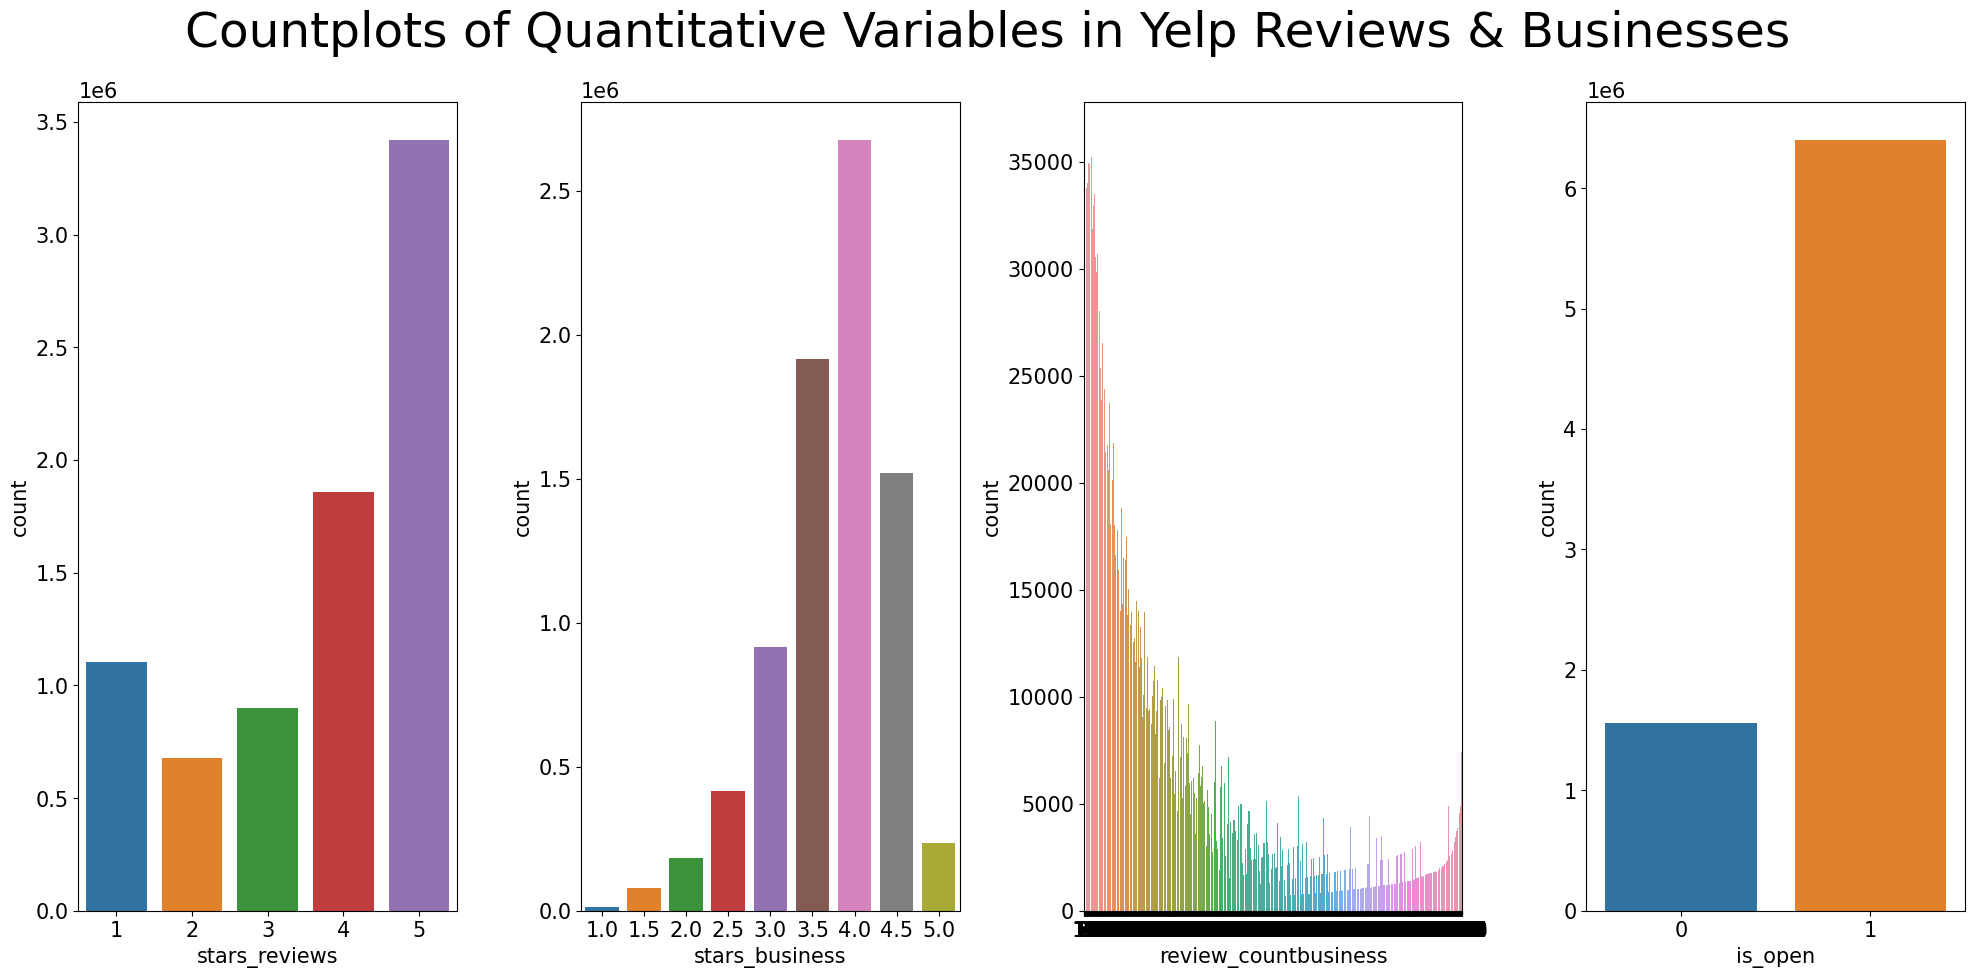 Countplots of Quantitative Variables in Yelp Reviews & Businesses
1e6
3.5
3.0
2.5
2.0
1.5
1.0
0.5
0.0
count
1 2 3 4 5
stars_reviews
1e6
2.5
2.0
1.5
1.0
0.5
0.0
count
1.0 1.5 2.0 2.5 3.0 3.5 4.0 4.5 5.0
stars_business
35000
30000
25000
20000
15000
10000
5000
0
count
review_countbusiness
1e6
6
5
4
3
2
1
0
count
0 1
is_open